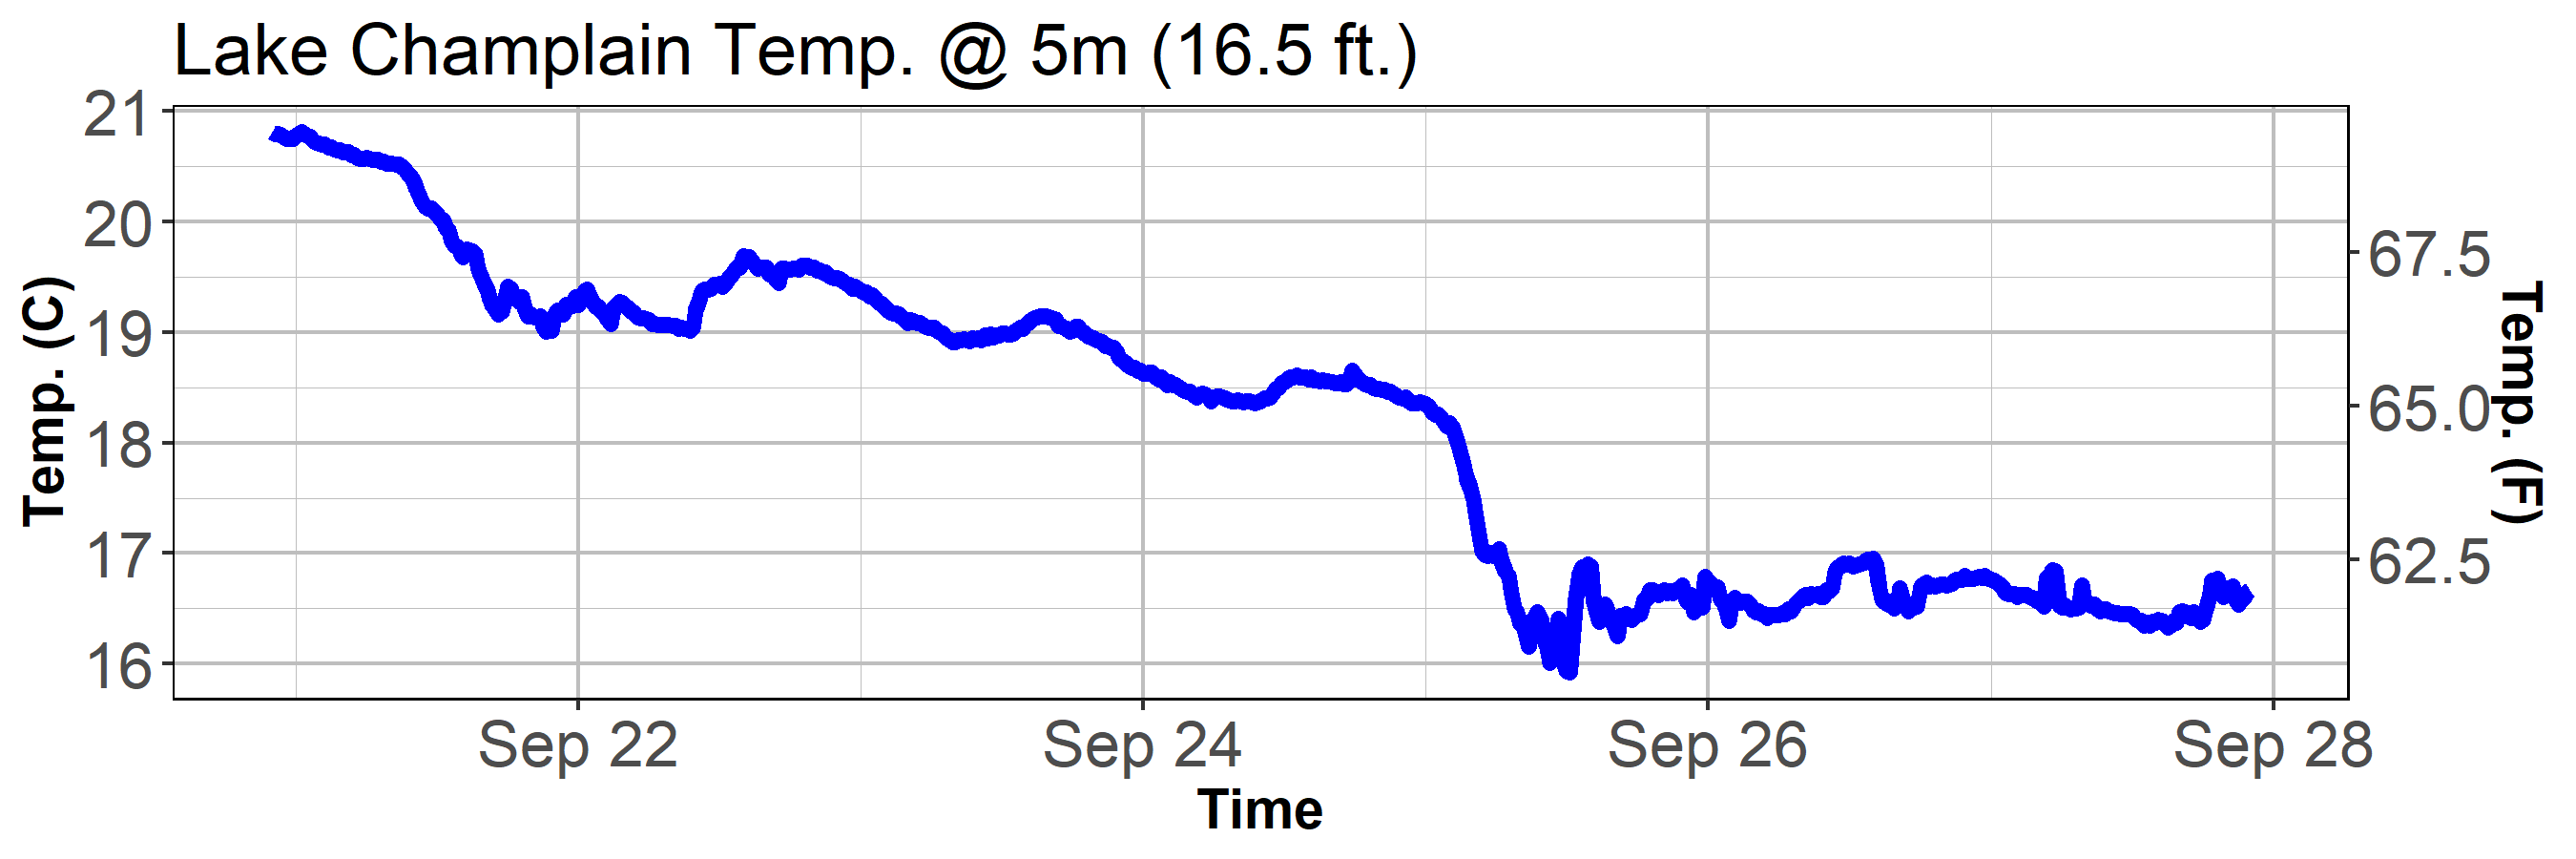 Lake Champlain Temp. @ 5m (16.5 ft.)
21
20
19
18
17
16
Temp. (C)
67.5
65.0
62.5
Temp. (F)
Sep 22 Sep 24 Sep 26 Sep 28
Time